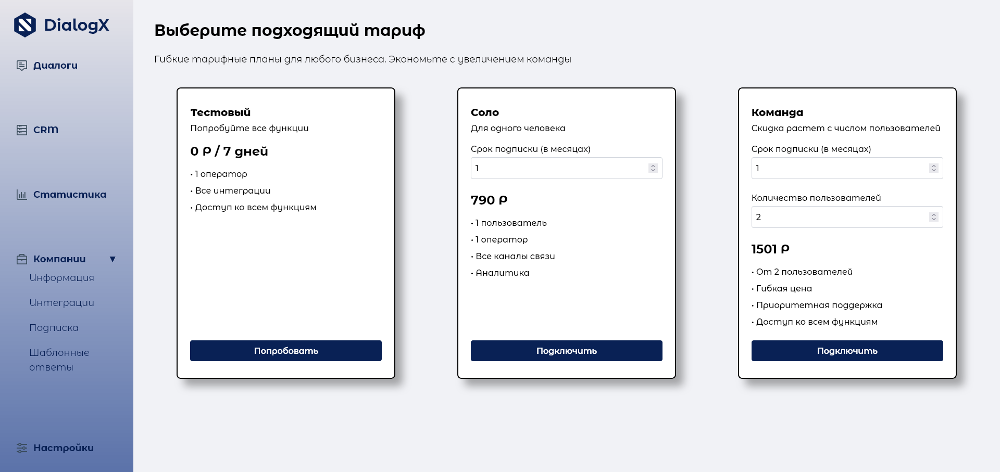 DialogX
Диалоги
CRM
Статистика
Компании ▼
Информация
Интеграции
Подписка
Шаблонные
ответы
Настройки
Выберите подходящий тариф
Гибкие тарифные планы для любого бизнеса. Экономьте с увеличением команды
Тестовый
Попробуйте все функции
0 Р / 7 дней
• 1 оператор
• Все интеграции
• Доступ ко всем функциям
Попробовать
Соло
Для одного человека
Срок подписки (в месяцах)
1
790 Р
• 1 пользователь
• 1 оператор
• Все каналы связи
• Аналитика
Подключить
Команда
Скидка растет с числом пользователей
Срок подписки (в месяцах)
1
Количество пользователей
2
1501 Р
• От 2 пользователей
• Гибкая цена
• Приоритетная поддержка
• Доступ ко всем функциям
Подключить